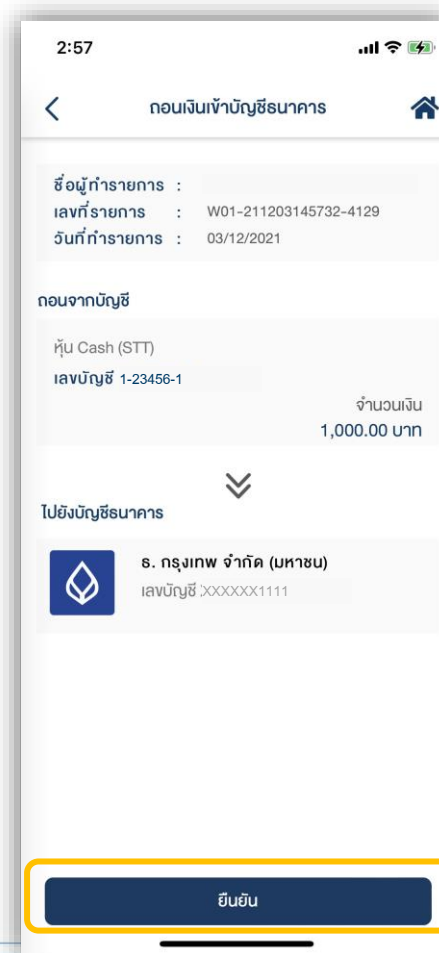 2:57
ถอนเงินเข้าบัญชีธนาคาร
ชื่อผู้ทำรายการ :
เลขที่รายการ : W01-211203145732-4129
วันที่ทำรายการ : 03/12/2021
ถอนจากบัญชี
หุ้น Cash (STT)
เลขบัญชี 1-23456-1
จำนวนเงิน
1,000.00 บาท
ไปยังบัญชีธนาคาร
ธ. กรุงเทพ จำกัด (มหาชน)
เลขบัญชี XXXXXX1111
ยืนยัน